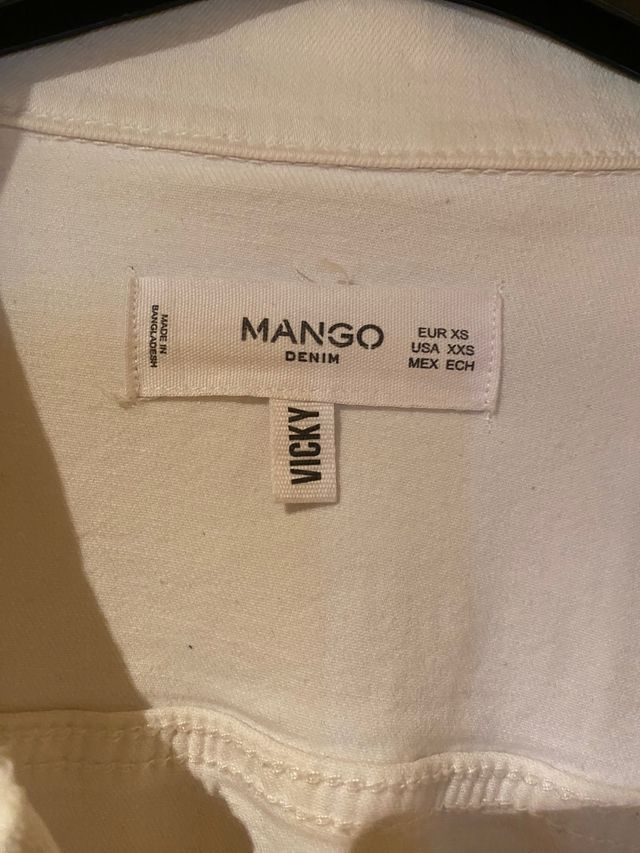 MADE IN
BANGLADESH
MANGO
DENIM
EUR XS
USA XXS
MEX ECH
VICKY